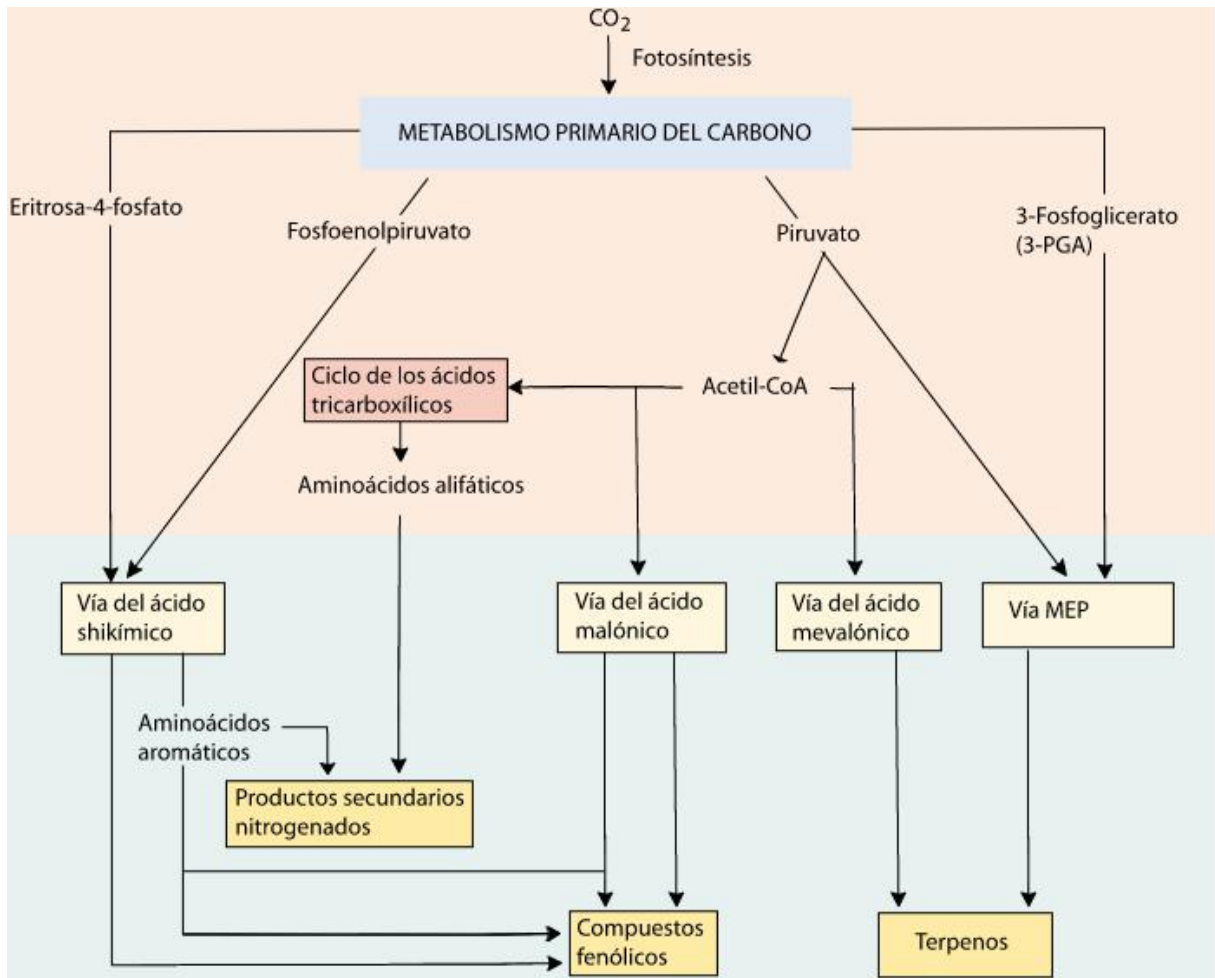 CO₂
Fotosíntesis
METABOLISMO PRIMARIO DEL CARBONO
Eritrosa-4-fosfato
Fosfoenolpiruvato
Piruvato
3-Fosfoglicerato
(3-PGA)
Ciclo de los ácidos
tricarboxílicos
Acetil-CoA
Aminoácidos alifáticos
Vía del ácido
shikímico
Vía del ácido
malónico
Vía del ácido
mevalónico
Vía MEP
Aminoácidos
aromáticos
Productos secundarios
nitrogenados
Compuestos
fenólicos
Terpenos